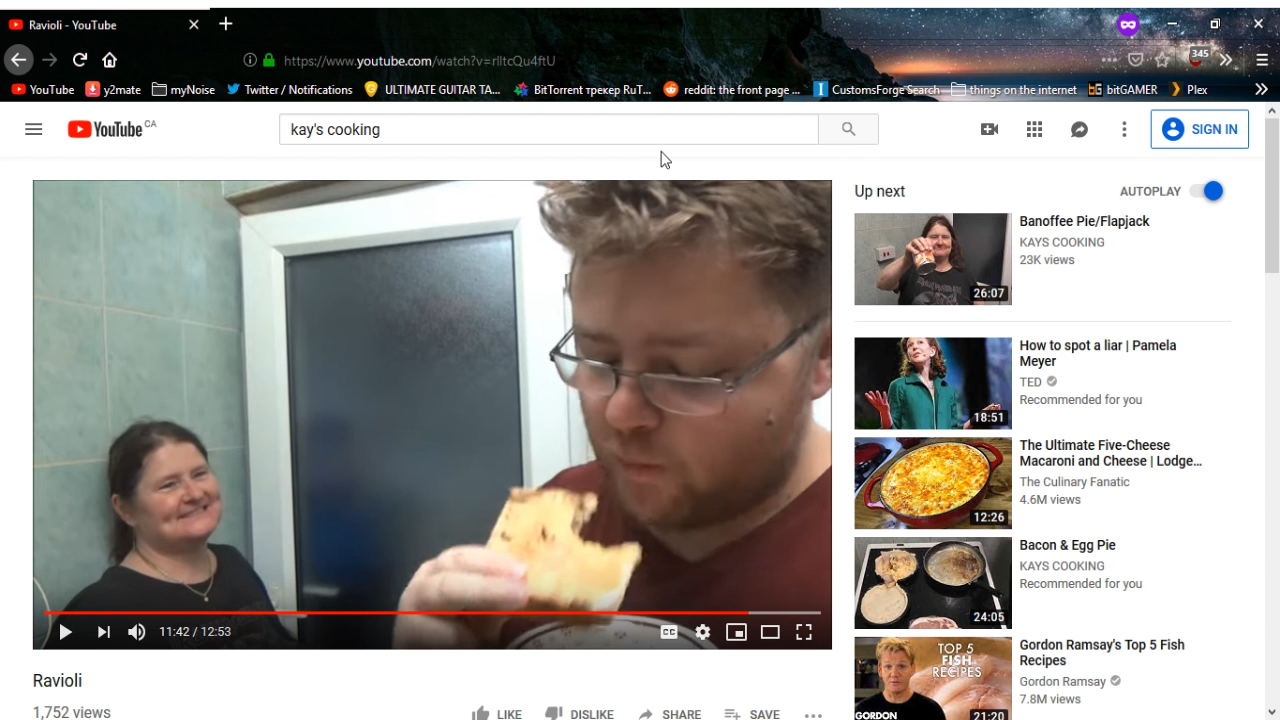 Ravioli - YouTube
https://www.youtube.com/watch?v=rlltcQu4ftU
345
YouTube
y2mate
myNoise
Twitter / Notifications
ULTIMATE GUITAR TA...
BitTorrent трекер RuT...
reddit: the front page ...
CustomsForge Search
things on the internet
bitGAMER
Plex
YouTube CA
kay's cooking
SIGN IN
Up next
AUTOPLAY
Banoffee Pie/Flapjack
KAYS COOKING
23K views
26:07
How to spot a liar | Pamela
Meyer
TED
Recommended for you
18:51
The Ultimate Five-Cheese
Macaroni and Cheese | Lodge...
The Culinary Fanatic
4.6M views
12:26
Bacon & Egg Pie
KAYS COOKING
Recommended for you
24:05
Gordon Ramsay's Top 5 Fish
Recipes
Gordon Ramsay
7.8M views
TOP 5
FISH
RECIPES
GORDON
21:20
11:42 / 12:53
CC
Ravioli
1,752 views
LIKE
DISLIKE
SHARE
SAVE